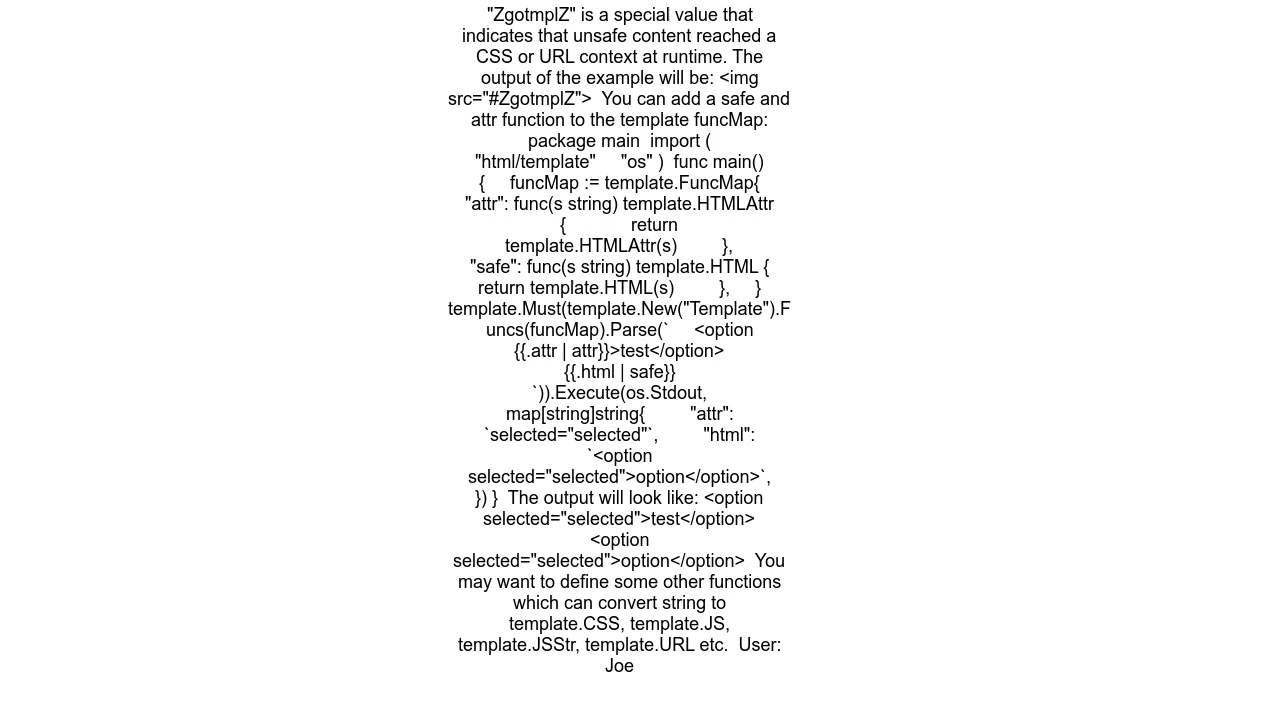 "ZgotmplZ" is a special value that
indicates that unsafe content reached a
CSS or URL context at runtime. The
output of the example will be: <img
src="#ZgotmplZ">  You can add a safe and
attr function to the template funcMap:
package main  import (
"html/template"     "os" )  func main()
{     funcMap := template.FuncMap{
"attr": func(s string) template.HTMLAttr
{             return
template.HTMLAttr(s)         },
"safe": func(s string) template.HTML {
return template.HTML(s)         },     }
template.Must(template.New("Template").F
uncs(funcMap).Parse(`     <option
{{.attr | attr}}>test</option>
{{.html | safe}}
`)).Execute(os.Stdout,
map[string]string{         "attr":
`selected="selected"`,         "html":
`<option
selected="selected">option</option>`,
}) }  The output will look like: <option
selected="selected">test</option>
<option
selected="selected">option</option>  You
may want to define some other functions
which can convert string to
template.CSS, template.JS,
template.JSStr, template.URL etc.  User:
Joe